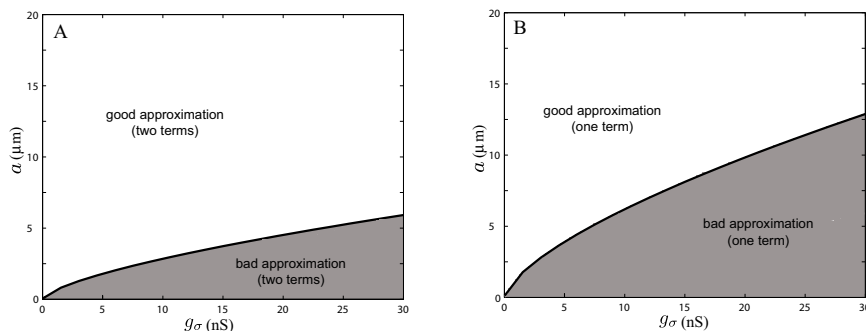 A
20
15
10
5
0
a (μm)
good approximation
(two terms)
bad approximation
(two terms)
0 5 10 15 20 25 30
gσ (nS)
B
20
15
10
5
0
a (μm)
good approximation
(one term)
bad approximation
(one term)
0 5 10 15 20 25 30
gσ (nS)